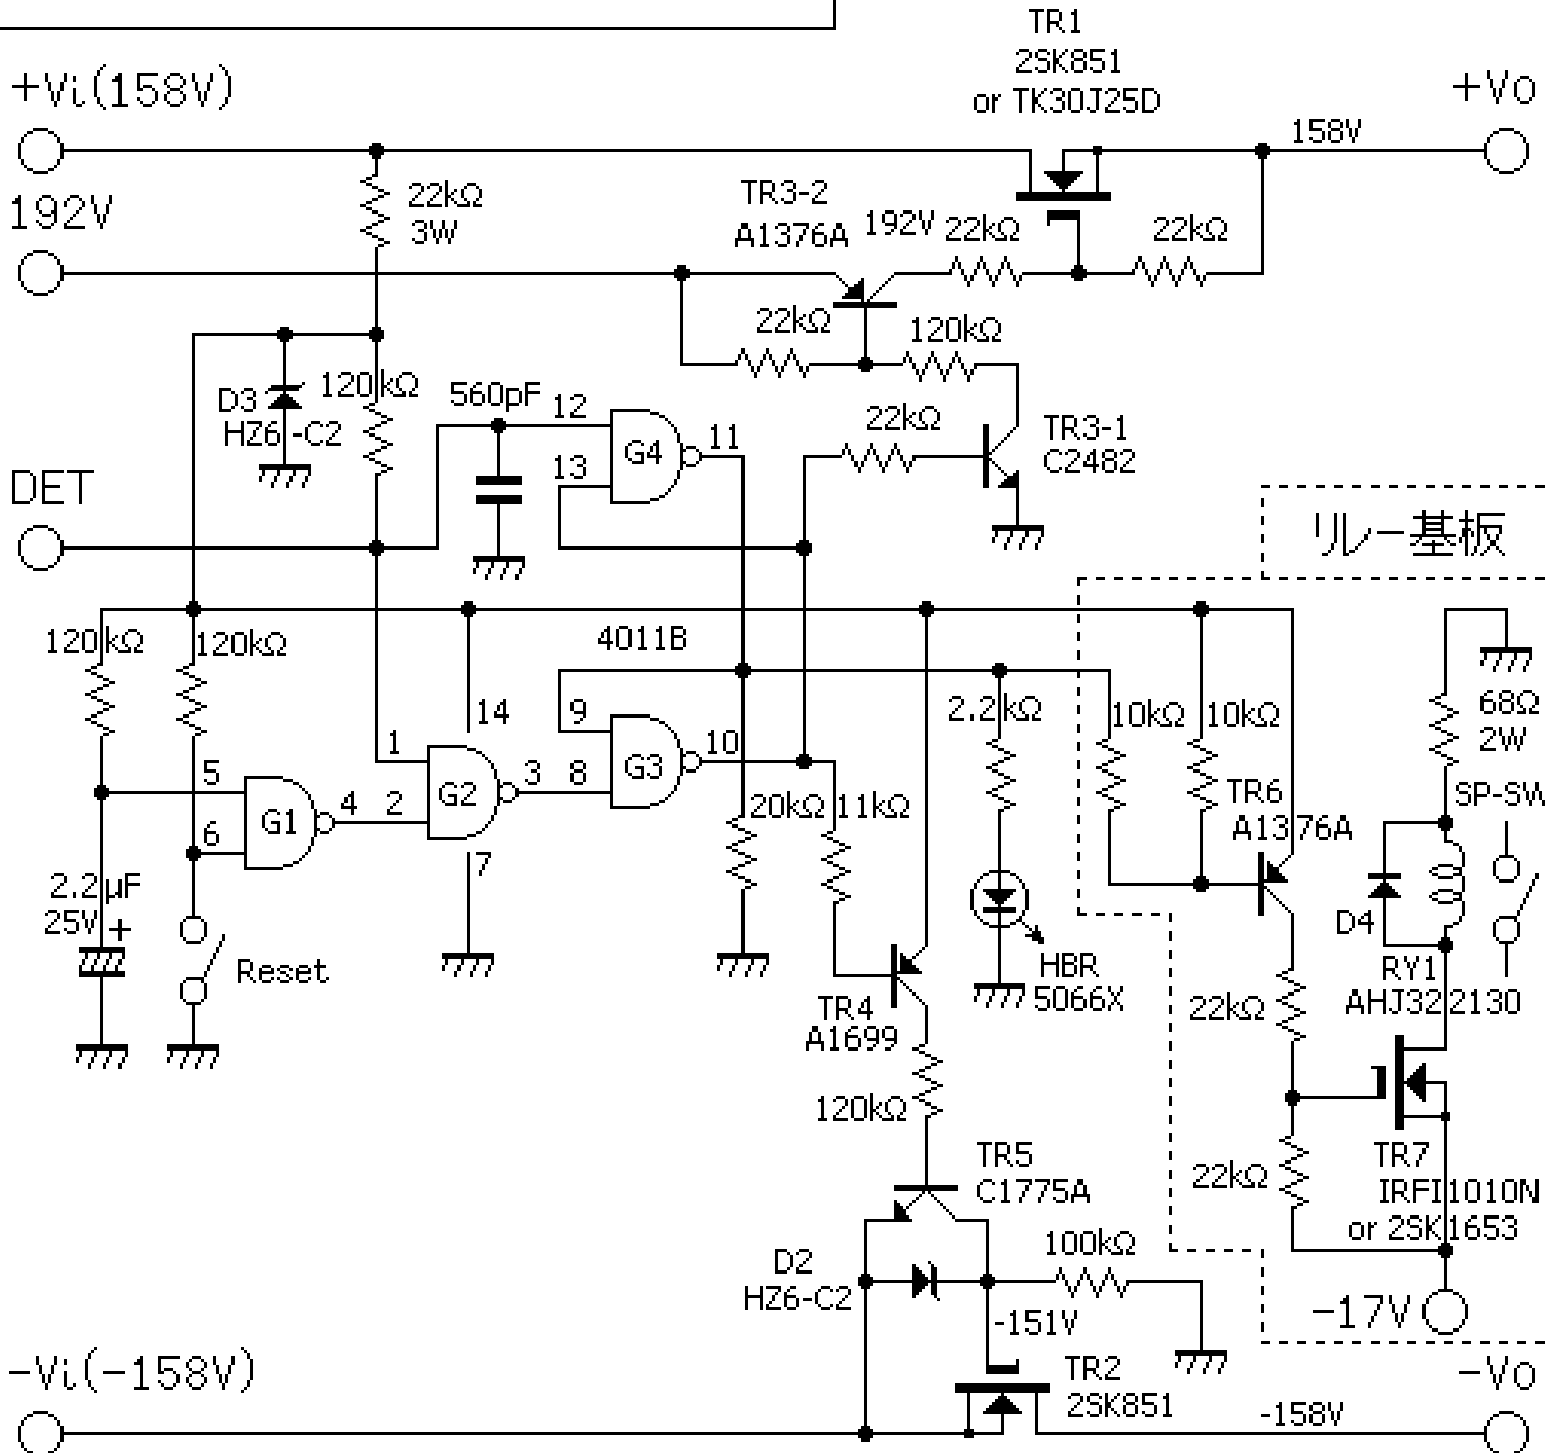 TR1
2SK851
or TK30J25D
+Vi(158V)
+Vo
158V
192V
22kΩ
3W
TR3-2
A1376A
192V
22kΩ
22kΩ
22kΩ
120kΩ
D3
HZ6-C2
120kΩ
560pF
12
13
G4
11
22kΩ
TR3-1
C2482
DET
リレー基板
120kΩ
120kΩ
4011B
14
1
2
G2
3
7
5
6
G1
4
9
8
G3
10
2.2kΩ
10kΩ
10kΩ
68Ω
2W
20kΩ
11kΩ
TR6
A1376A
SP-SW
2.2μF
25V
+
Reset
HBR
5066X
D4
RY1
AHJ322130
TR4
A1699
22kΩ
120kΩ
TR5
C1775A
22kΩ
TR7
IRFI1010N
or 2SK1653
100kΩ
D2
HZ6-C2
-151V
-17V
-Vi(-158V)
TR2
2SK851
-158V
-Vo